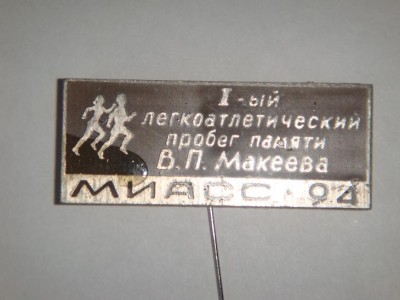 I-ый
легкоатлетический
пробег памяти
В.П. Макеева
МИАСС·94